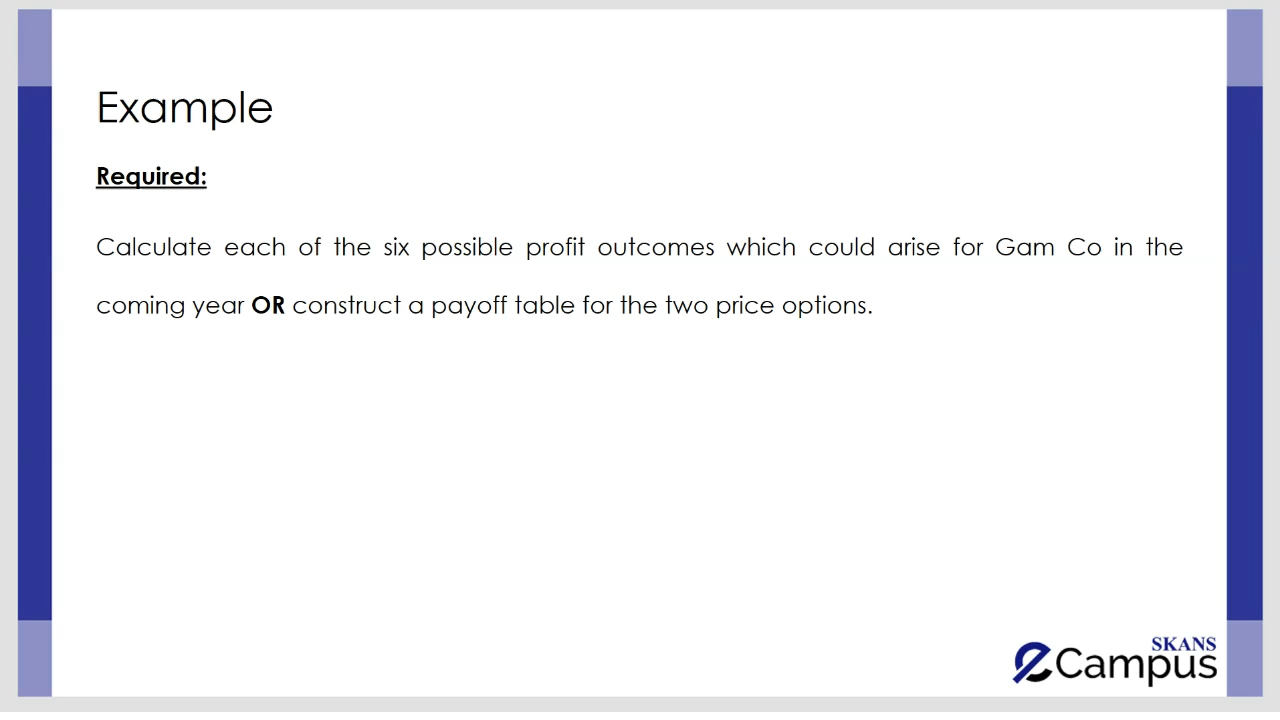 Example
Required:
Calculate each of the six possible profit outcomes which could arise for Gam Co in the
coming year OR construct a payoff table for the two price options.
SKANS
eCampus